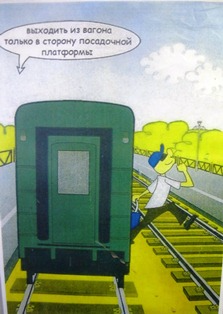 выходить из вагона
только в сторону посадочной
платформы